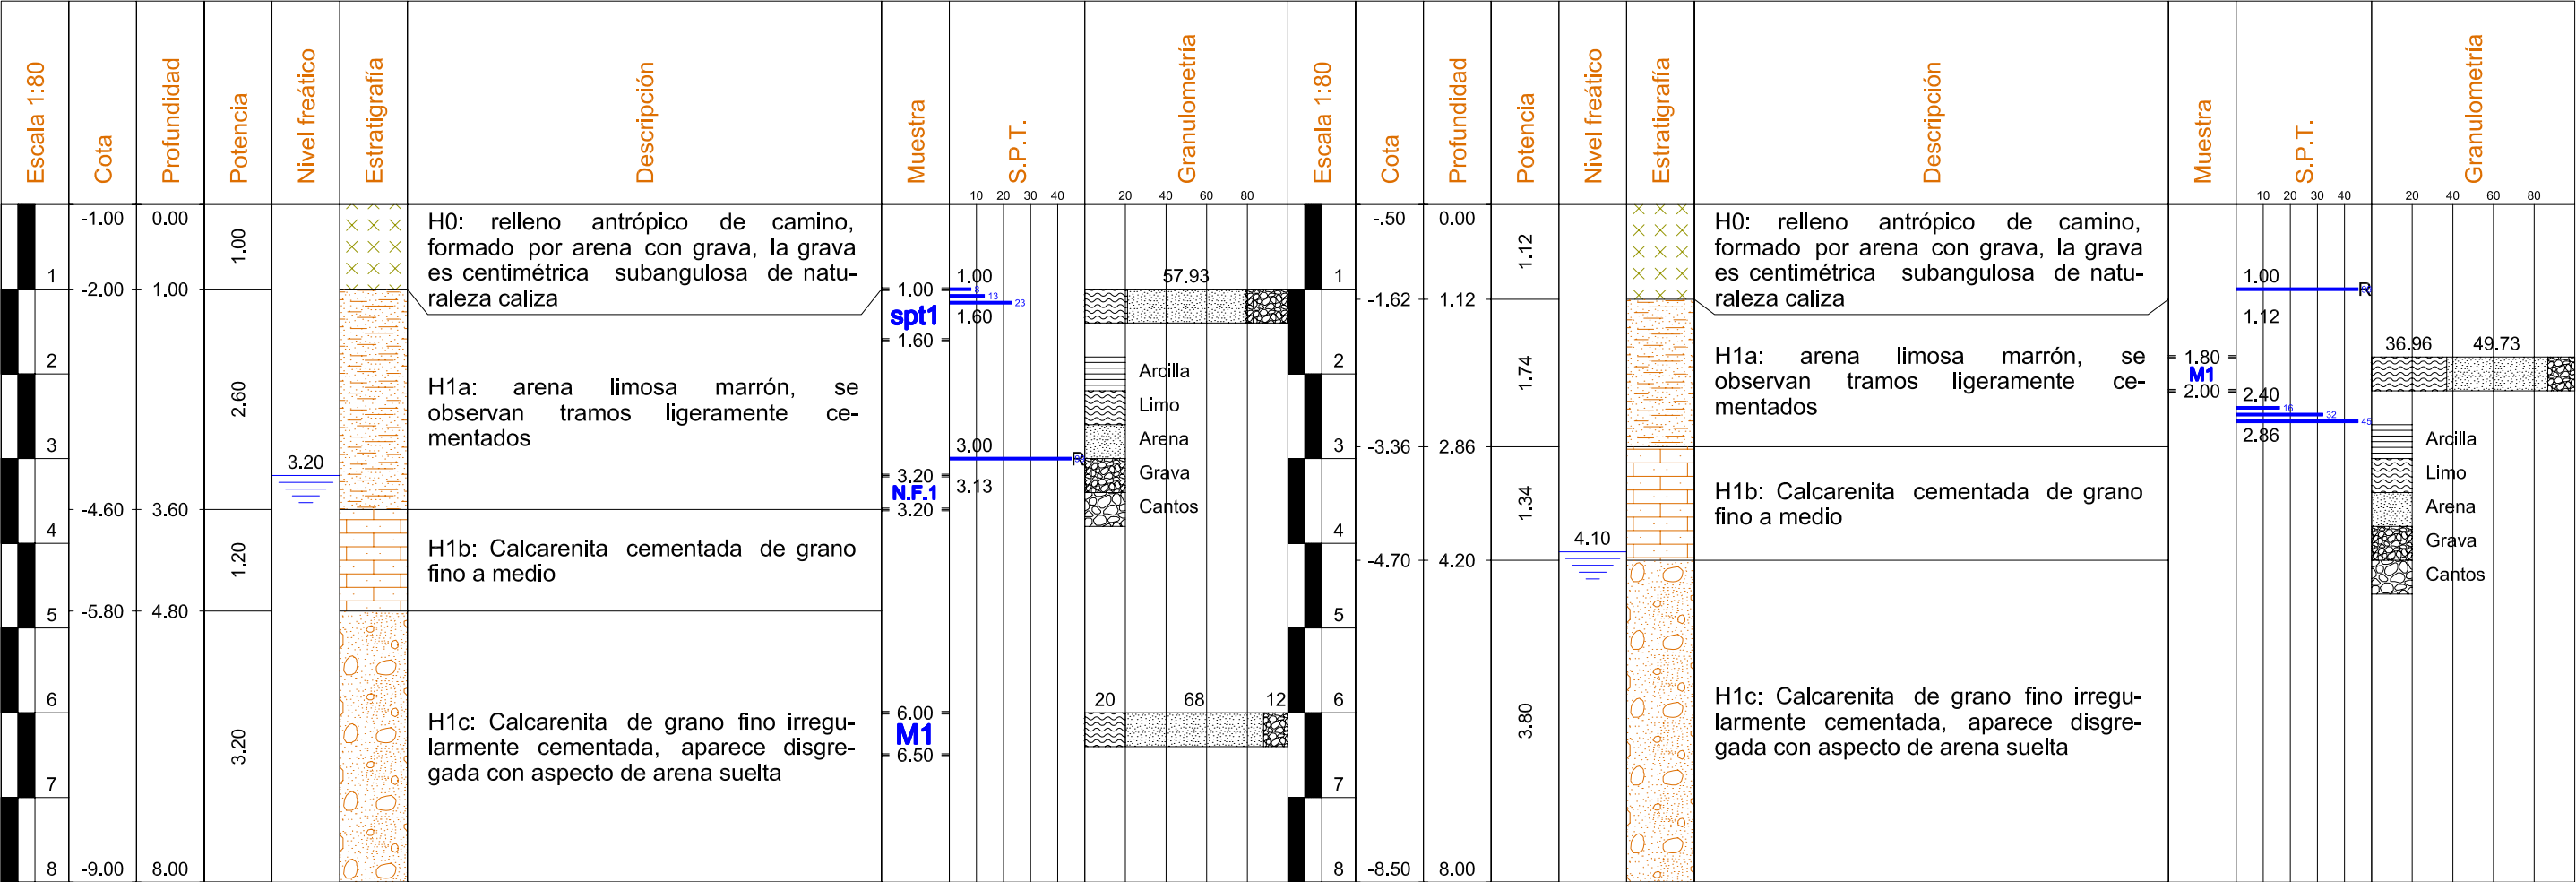 Escala 1:80
Cota
Profundidad
Potencia
Nivel freático
Estratigrafía
Descripción
Muestra
S.P.T.
10 20 30 40
Granulometría
20 40 60 80
1
2
3
4
5
6
7
8
-1.00
-2.00
-4.60
-5.80
-9.00
0.00
1.00
3.60
4.80
8.00
1.00
2.60
1.20
3.20
3.20
H0: relleno antrópico de camino,
formado por arena con grava, la grava
es centimétrica subangulosa de natu-
raleza caliza
H1a: arena limosa marrón, se
observan tramos ligeramente ce-
mentados
H1b: Calcarenita cementada de grano
fino a medio
H1c: Calcarenita de grano fino irregu-
larmente cementada, aparece disgre-
gada con aspecto de arena suelta
1.00
spt1
1.60
3.20
N.F.1
3.20
6.00
M1
6.50
1.00
8
13
23
1.60
3.00
R
3.13
57.93
Arcilla
Limo
Arena
Grava
Cantos
20 68 12
Escala 1:80
Cota
Profundidad
Potencia
Nivel freático
Estratigrafía
Descripción
Muestra
S.P.T.
10 20 30 40
Granulometría
20 40 60 80
1
2
3
4
5
6
7
8
-.50
-1.62
-3.36
-4.70
-8.50
0.00
1.12
2.86
4.20
8.00
1.12
1.74
1.34
3.80
4.10
H0: relleno antrópico de camino,
formado por arena con grava, la grava
es centimétrica subangulosa de natu-
raleza caliza
H1a: arena limosa marrón, se
observan tramos ligeramente ce-
mentados
H1b: Calcarenita cementada de grano
fino a medio
H1c: Calcarenita de grano fino irregu-
larmente cementada, aparece disgre-
gada con aspecto de arena suelta
1.80
M1
2.00
1.00
R
1.12
2.40
16
32
45
2.86
36.96 49.73
Arcilla
Limo
Arena
Grava
Cantos